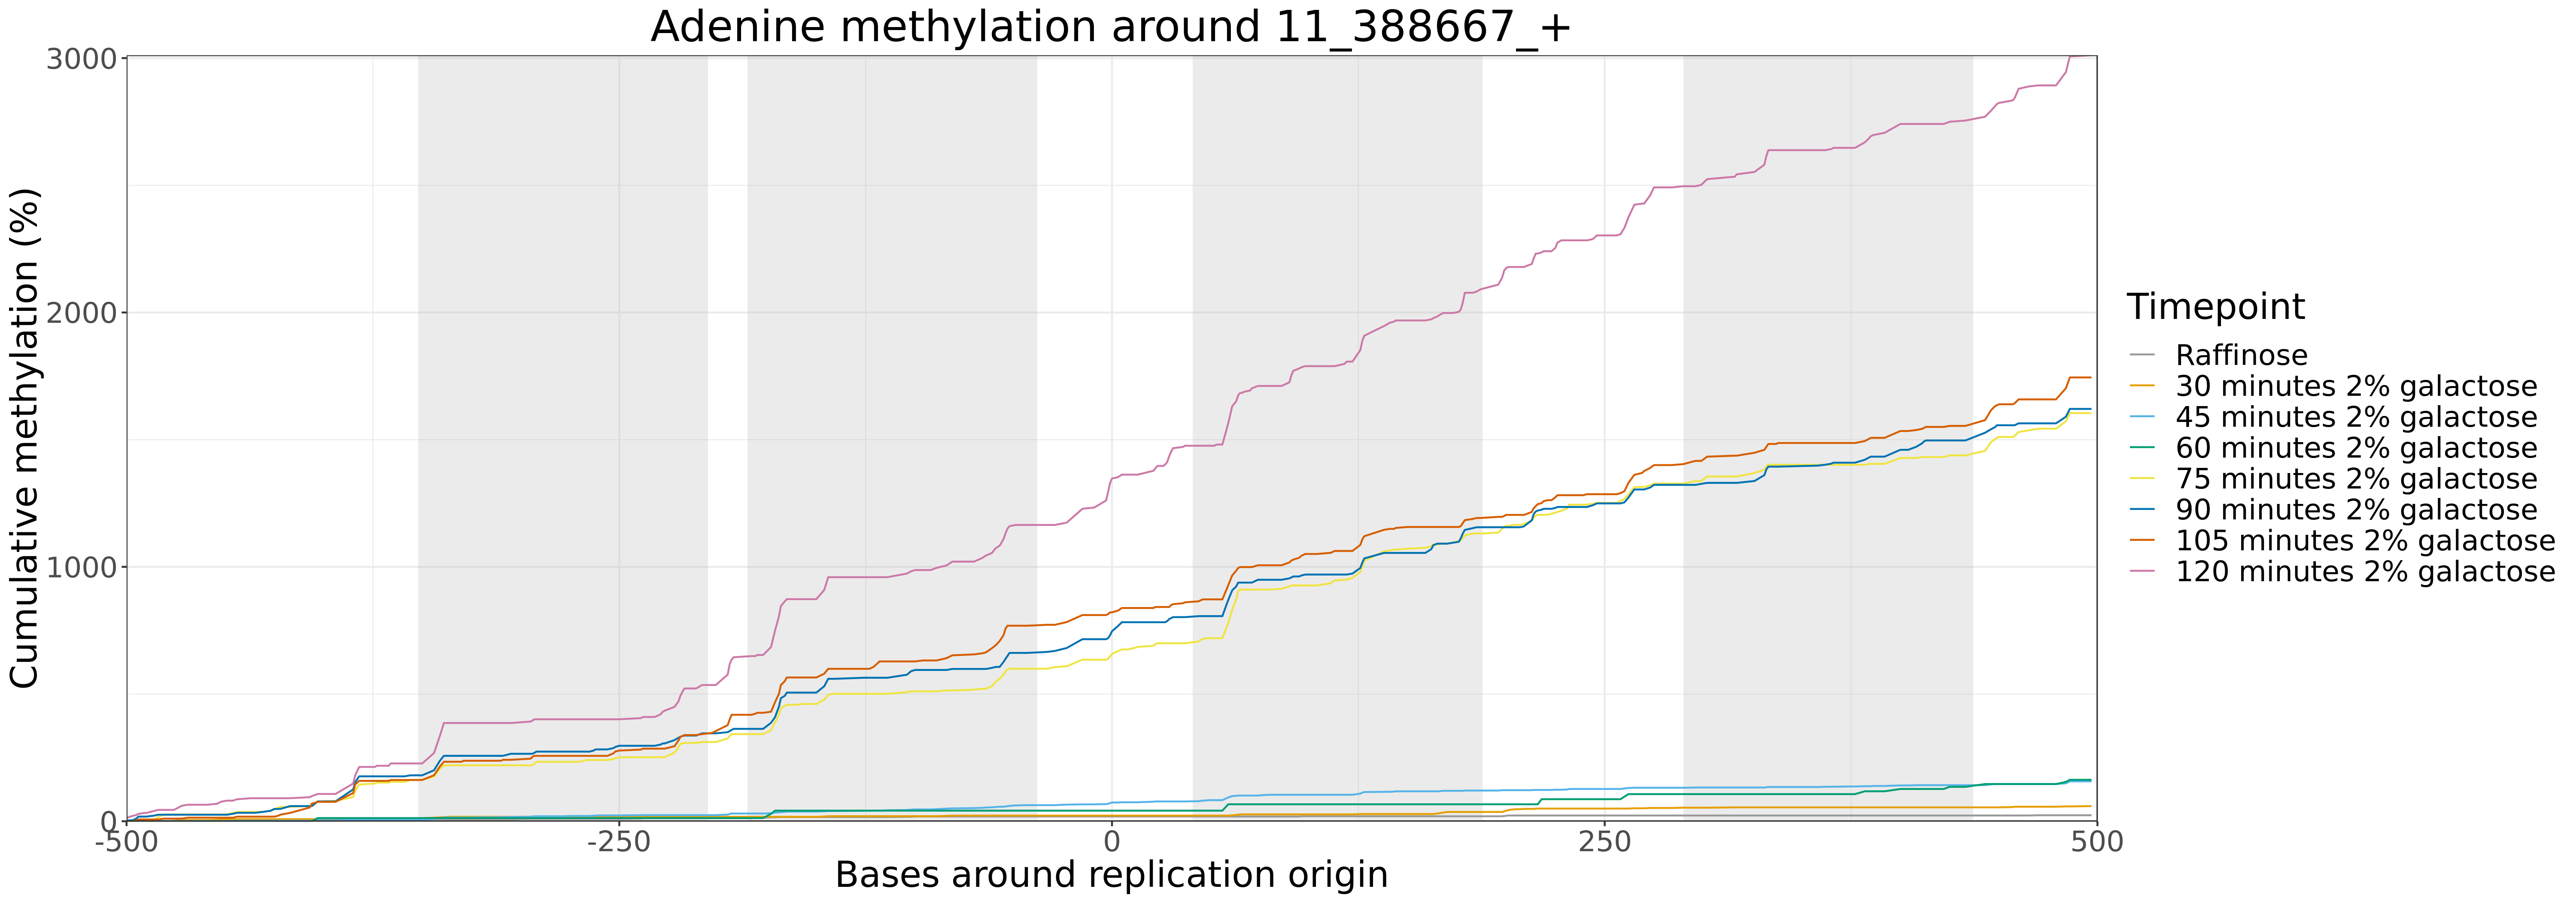 Adenine methylation around 11_388667_+
Cumulative methylation (%)
3000
2000
1000
0
-500
-250
0
250
500
Bases around replication origin
Timepoint
Raffinose
30 minutes 2% galactose
45 minutes 2% galactose
60 minutes 2% galactose
75 minutes 2% galactose
90 minutes 2% galactose
105 minutes 2% galactose
120 minutes 2% galactose